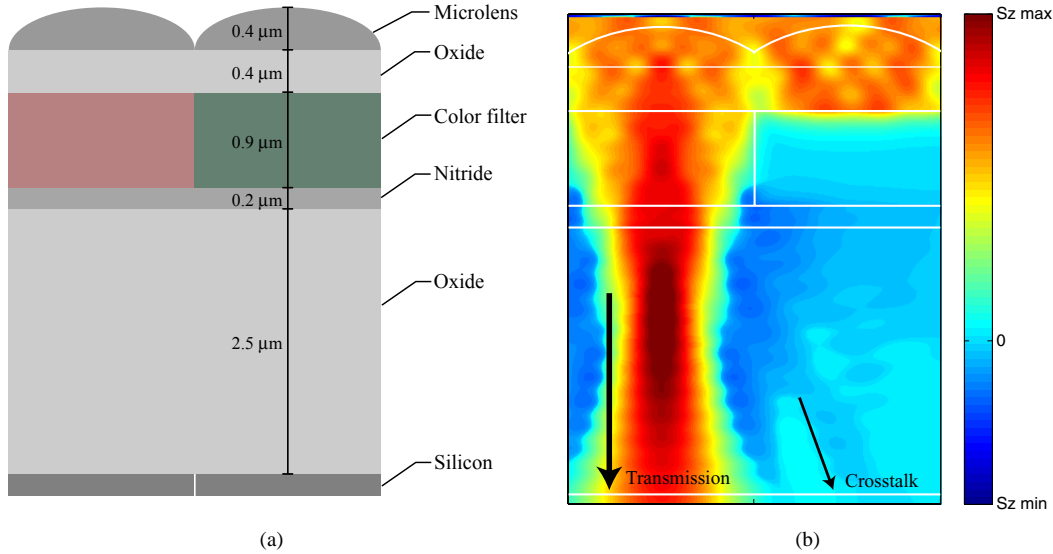 Microlens
0.4 μm
Oxide
0.4 μm
Color filter
0.9 μm
Nitride
0.2 μm
Oxide
2.5 μm
Silicon
(a)
Sz max
0
Transmission
Crosstalk
Sz min
(b)